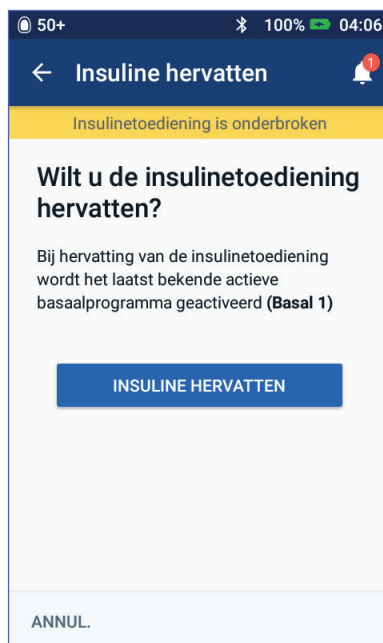 50+ 100% 04:06
Insuline hervatten 1
Insulinetoediening is onderbroken
Wilt u de insulinetoediening
hervatten?
Bij hervatting van de insulinetoediening
wordt het laatst bekende actieve
basaalprogramma geactiveerd (Basal 1)
INSULINE HERVATTEN
ANNUL.